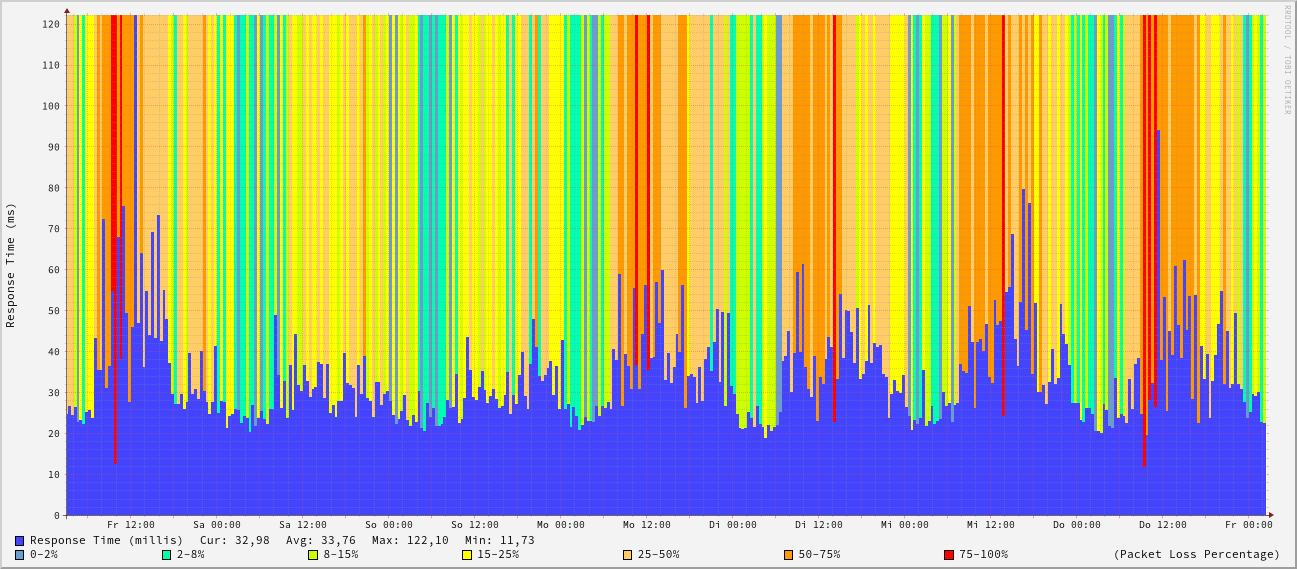 RRDTOOL / TOBI OETIKER
Response Time (ms)
120
110
100
90
80
70
60
50
40
30
20
10
0
Fr 12:00 Sa 00:00 Sa 12:00 So 00:00 So 12:00 Mo 00:00 Mo 12:00 Di 00:00 Di 12:00 Mi 00:00 Mi 12:00 Do 00:00 Do 12:00 Fr 00:00
Response Time (millis) Cur: 32,98 Avg: 33,76 Max: 122,10 Min: 11,73
0-2% 2-8% 8-15% 15-25% 25-50% 50-75% 75-100% (Packet Loss Percentage)